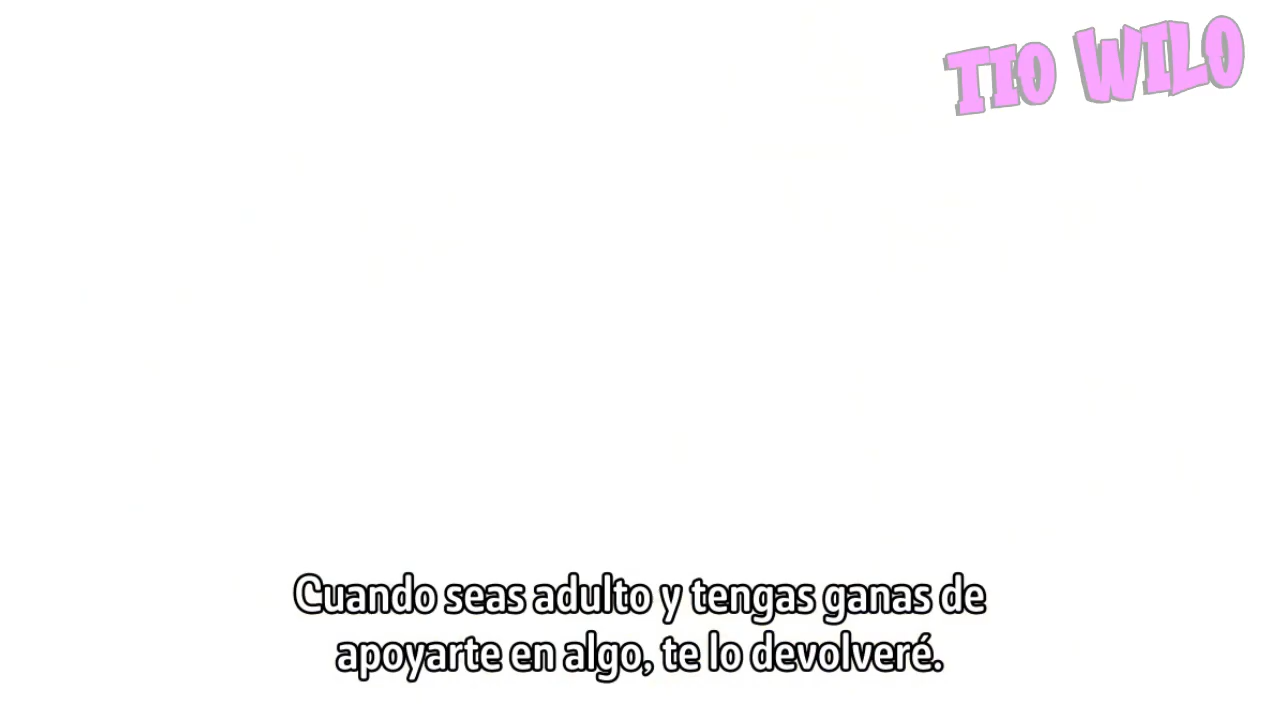 TIO WILO
Cuando seas adulto y tengas ganas de
apoyarte en algo, te lo devolveré.